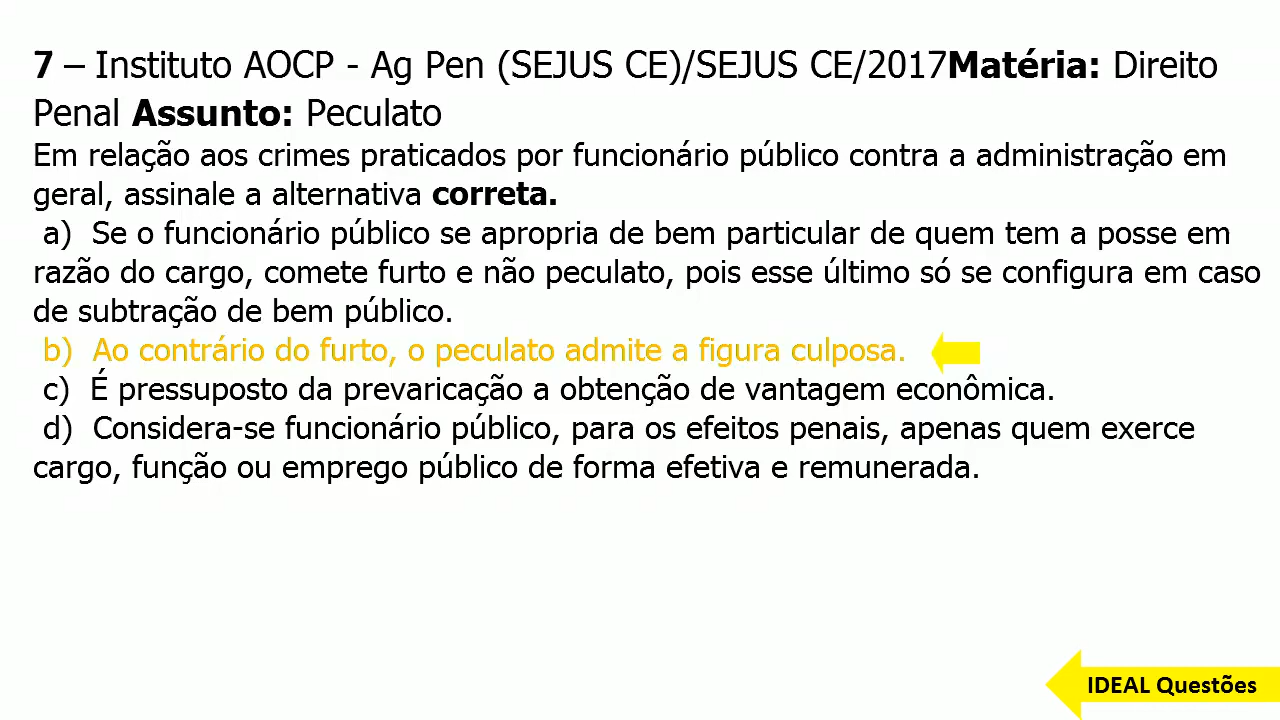 7 – Instituto AOCP - Ag Pen (SEJUS CE)/SEJUS CE/2017Matéria: Direito
Penal Assunto: Peculato
Em relação aos crimes praticados por funcionário público contra a administração em
geral, assinale a alternativa correta.
a) Se o funcionário público se apropria de bem particular de quem tem a posse em
razão do cargo, comete furto e não peculato, pois esse último só se configura em caso
de subtração de bem público.
b) Ao contrário do furto, o peculato admite a figura culposa.
c) É pressuposto da prevaricação a obtenção de vantagem econômica.
d) Considera-se funcionário público, para os efeitos penais, apenas quem exerce
cargo, função ou emprego público de forma efetiva e remunerada.
IDEAL Questões